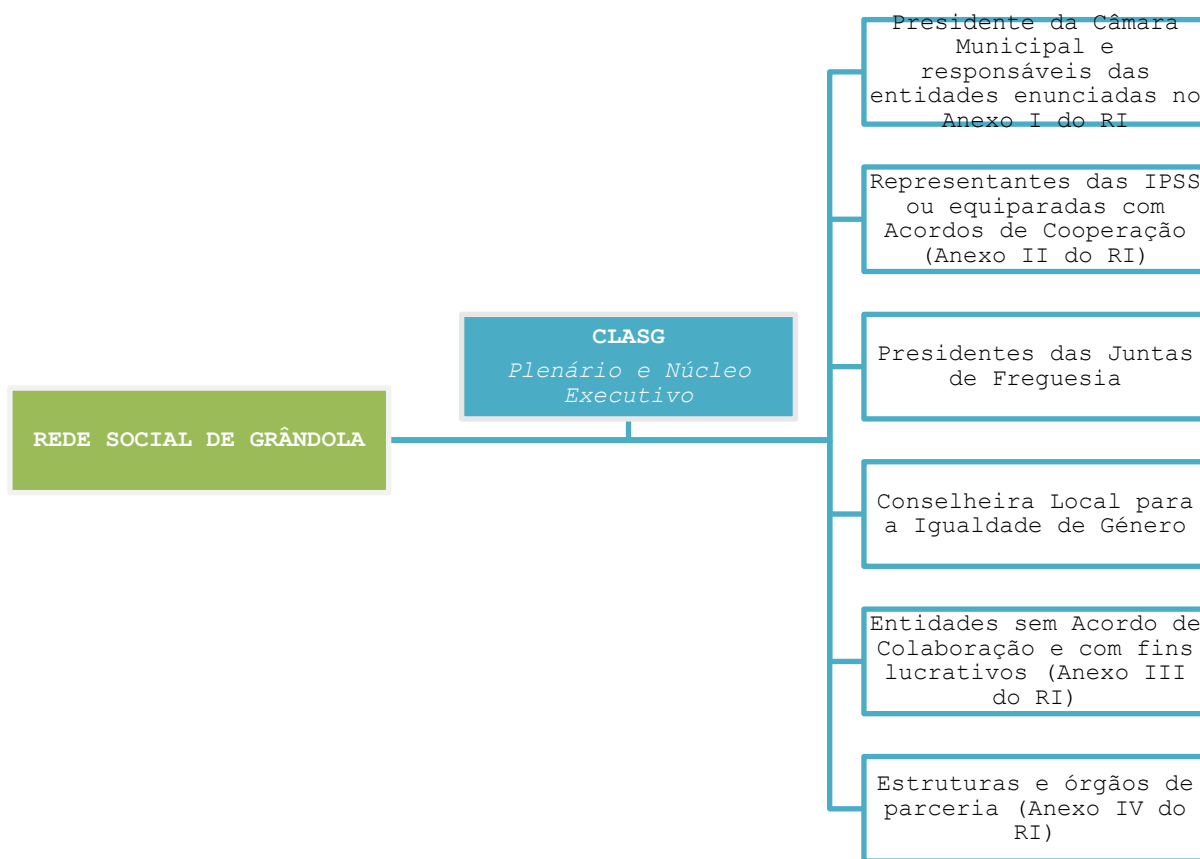 REDE SOCIAL DE GRÂNDOLA
CLASG
Plenário e Núcleo
Executivo
Presidente da Câmara
Municipal e
responsáveis das
entidades enunciadas no
Anexo I do RI
Representantes das IPSS
ou equiparadas com
Acordos de Cooperação
(Anexo II do RI)
Presidentes das Juntas
de Freguesia
Conselheira Local para
a Igualdade de Género
Entidades sem Acordo de
Colaboração e com fins
lucrativos (Anexo III
do RI)
Estruturas e órgãos de
parceria (Anexo IV do
RI)